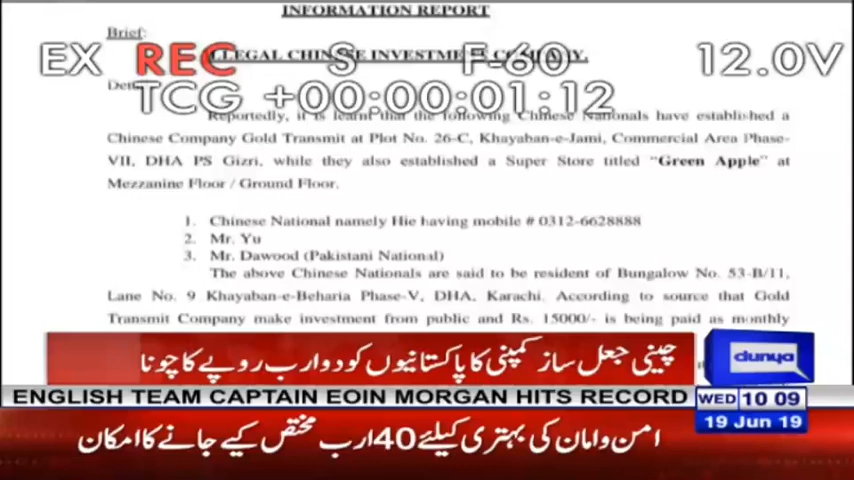 INFORMATION REPORT
Brief:
ILLEGAL CHINESE INVESTMENT COMPANY.
EX REC S F-60 12.0V
TCG +00:00:01:12
Reportedly, it is learnt that the following Chinese Nationals have established a
Chinese Company Gold Transmit at Plot No. 26-C, Khayaban-e-Jami, Commercial Area Phase-
VII, DHA PS Gizri, while they also established a Super Store titled "Green Apple" at
Mezzanine Floor / Ground Floor.
1. Chinese National namely Hie having mobile # 0312-6628888
2. Mr. Yu
3. Mr. Dawood (Pakistani National)
The above Chinese Nationals are said to be resident of Bungalow No. 53-B/11,
Lane No. 9 Khayaban-e-Beharia Phase-V, DHA, Karachi. According to source that Gold
Transmit Company make investment from public and Rs. 15000/- is being paid as monthly
چینی جعل ساز کمپنی کا پاکستانیوں کو دو ارب روپے کا چونا
dunya
ENGLISH TEAM CAPTAIN EOIN MORGAN HITS RECORD
WED 10 09
19 Jun 19
امن و امان کی بہتری کیلئے 40 ارب مختص کیے جانے کا امکان